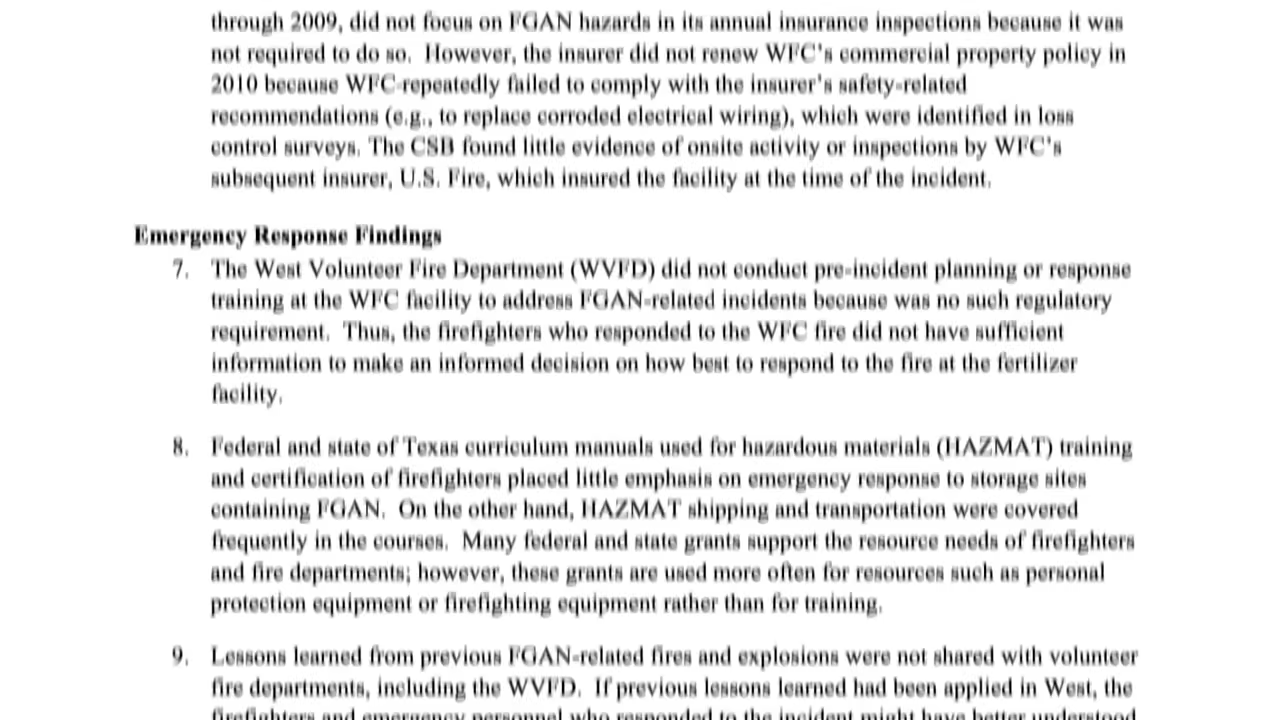 through 2009, did not focus on FGAN hazards in its annual insurance inspections because it was
not required to do so. However, the insurer did not renew WFC's commercial property policy in
2010 because WFC repeatedly failed to comply with the insurer's safety-related
recommendations (e.g., to replace corroded electrical wiring), which were identified in loss
control surveys. The CSB found little evidence of onsite activity or inspections by WFC's
subsequent insurer, U.S. Fire, which insured the facility at the time of the incident.
Emergency Response Findings
7. The West Volunteer Fire Department (WVFD) did not conduct pre-incident planning or response
training at the WFC facility to address FGAN-related incidents because was no such regulatory
requirement. Thus, the firefighters who responded to the WFC fire did not have sufficient
information to make an informed decision on how best to respond to the fire at the fertilizer
facility.
8. Federal and state of Texas curriculum manuals used for hazardous materials (HAZMAT) training
and certification of firefighters placed little emphasis on emergency response to storage sites
containing FGAN. On the other hand, HAZMAT shipping and transportation were covered
frequently in the courses. Many federal and state grants support the resource needs of firefighters
and fire departments; however, these grants are used more often for resources such as personal
protection equipment or firefighting equipment rather than for training.
9. Lessons learned from previous FGAN-related fires and explosions were not shared with volunteer
fire departments, including the WVFD. If previous lessons learned had been applied in West, the
firefighters and emergency personnel who responded to the incident might have better understood